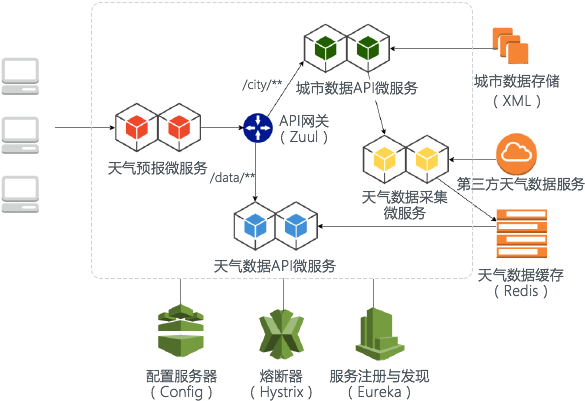 /city/**
城市数据API微服务
城市数据存储
（XML）
API网关
（Zuul）
天气预报微服务
/data/**
天气数据采集
微服务
第三方天气数据服务
天气数据API微服务
天气数据缓存
（Redis）
配置服务器
（Config）
熔断器
（Hystrix）
服务注册与发现
（Eureka）